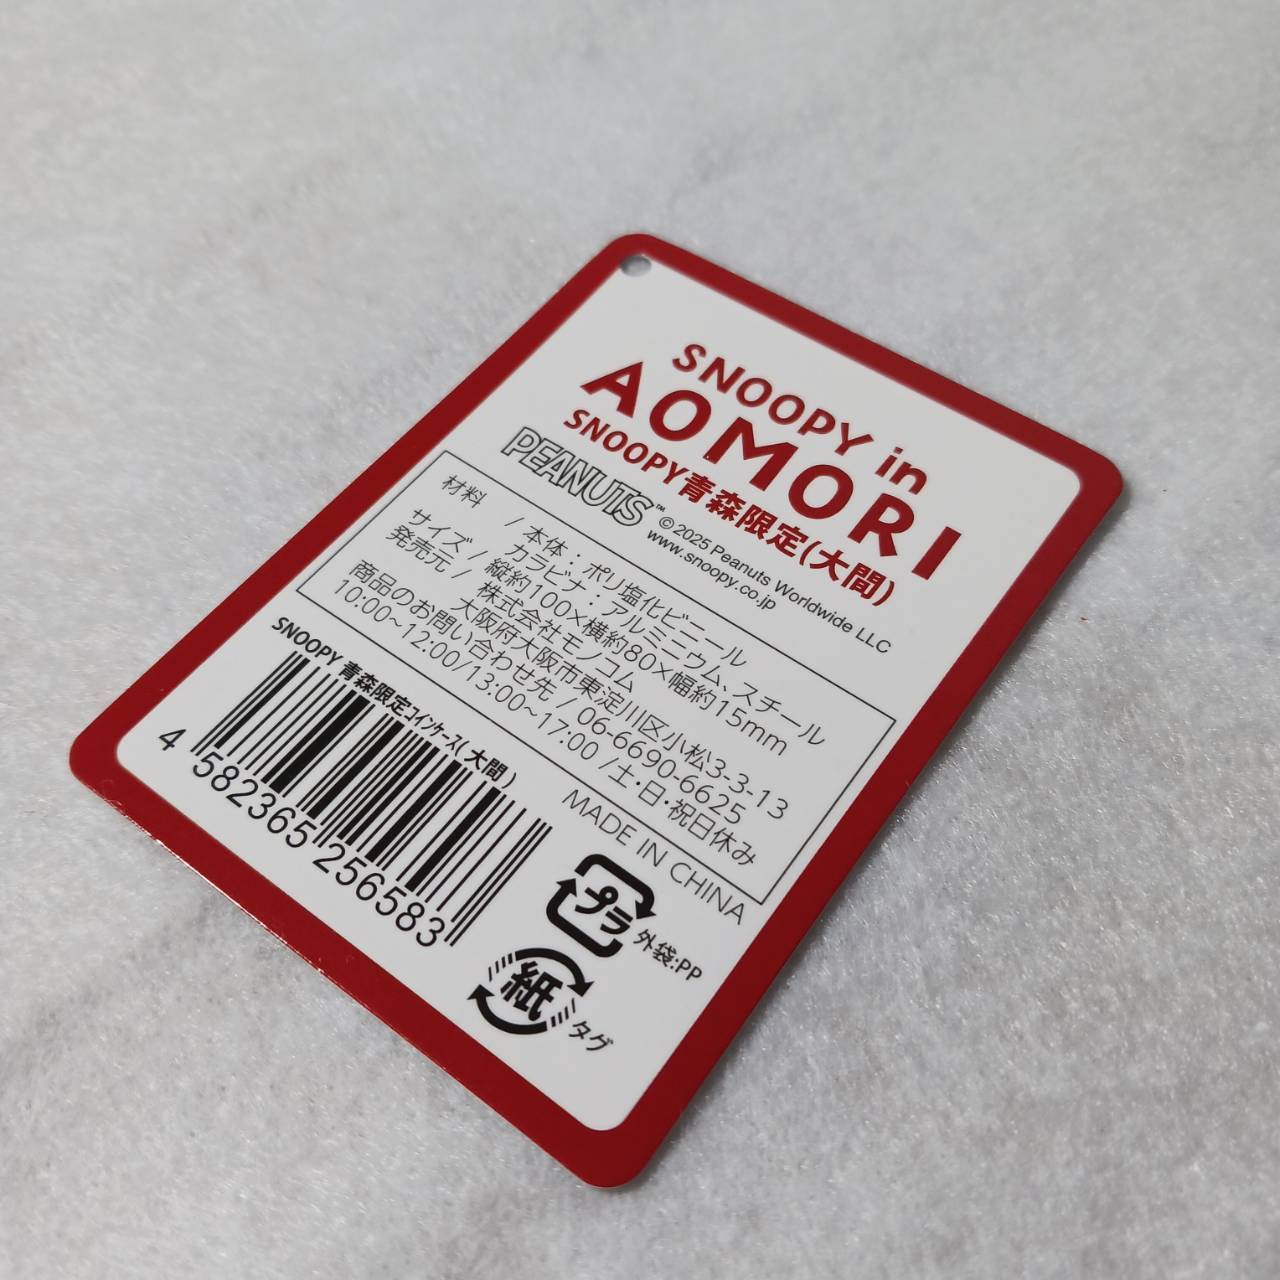 SNOOPY in
AOMORI
SNOOPY青森限定(大間)
PEANUTS™
© 2025 Peanuts Worldwide LLC
www.snoopy.co.jp
材料 / 本体：ポリ塩化ビニール
カラビナ：アルミニウム、スチール
サイズ / 縦約100×横約80×幅約15mm
発売元 / 株式会社モノコム
大阪府大阪市東淀川区小松3-3-13
商品のお問い合わせ先 / 06-6690-6625
10:00~12:00/13:00~17:00 /土・日・祝日休み
MADE IN CHINA
SNOOPY 青森限定ｺｲﾝｹｰｽ(大間)
4 582365 256583
プラ
外袋:PP
紙
タグ